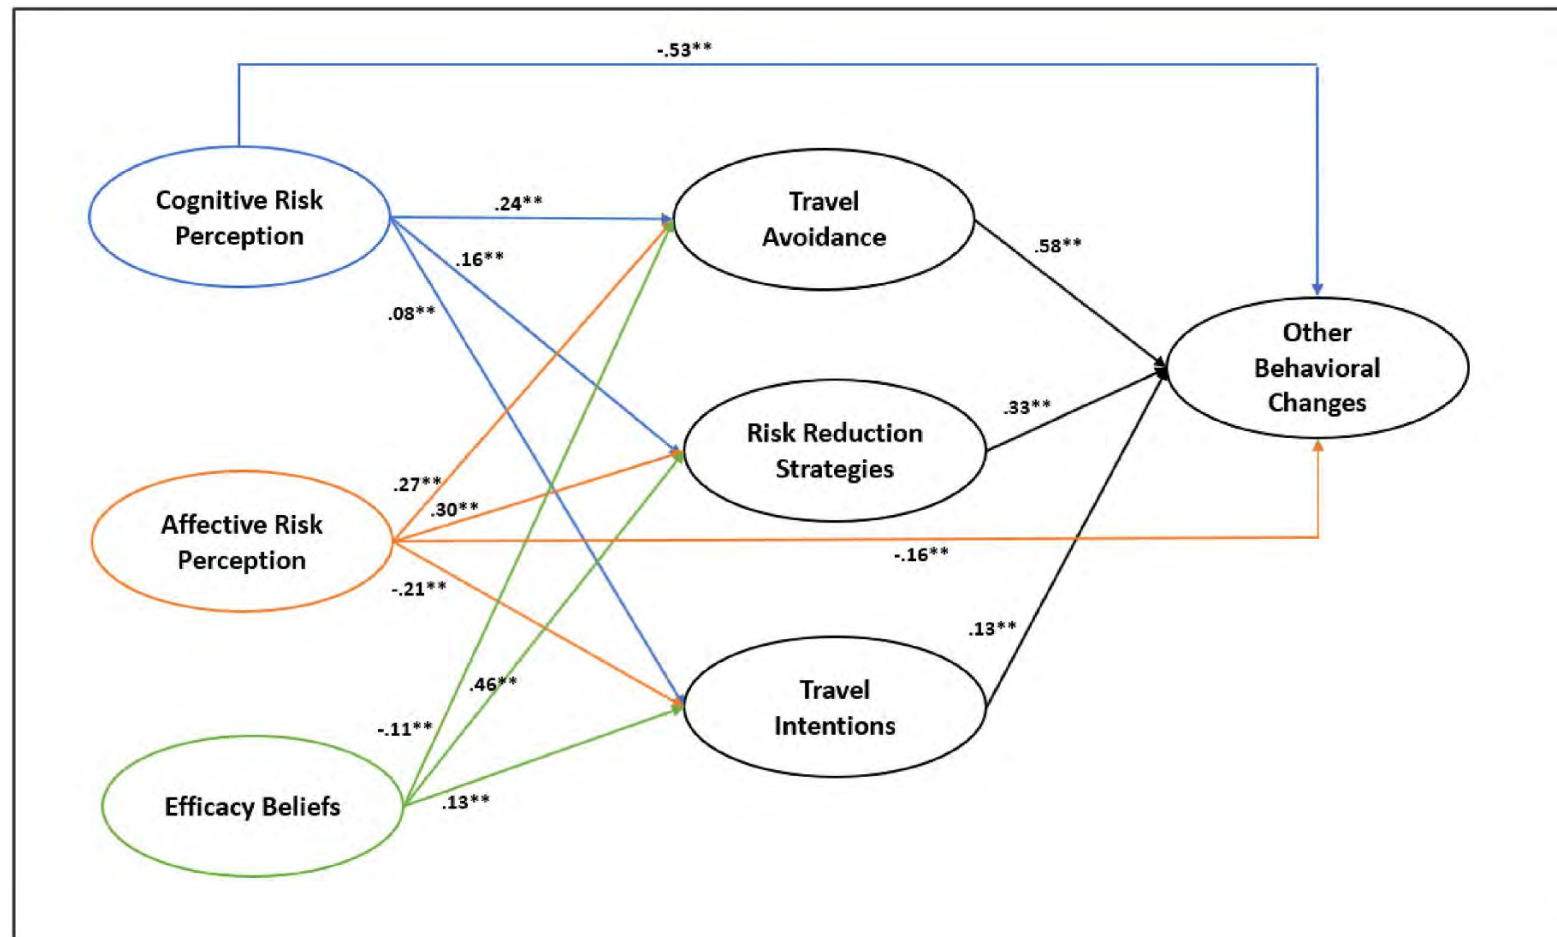 -.53**
Cognitive Risk
Perception
.24**
.16**
.08**
Travel
Avoidance
.58**
Other
Behavioral
Changes
.33**
Risk Reduction
Strategies
.27**
.30**
Affective Risk
Perception
-.16**
-.21**
.13**
Travel
Intentions
.46**
-.11**
Efficacy Beliefs
.13**